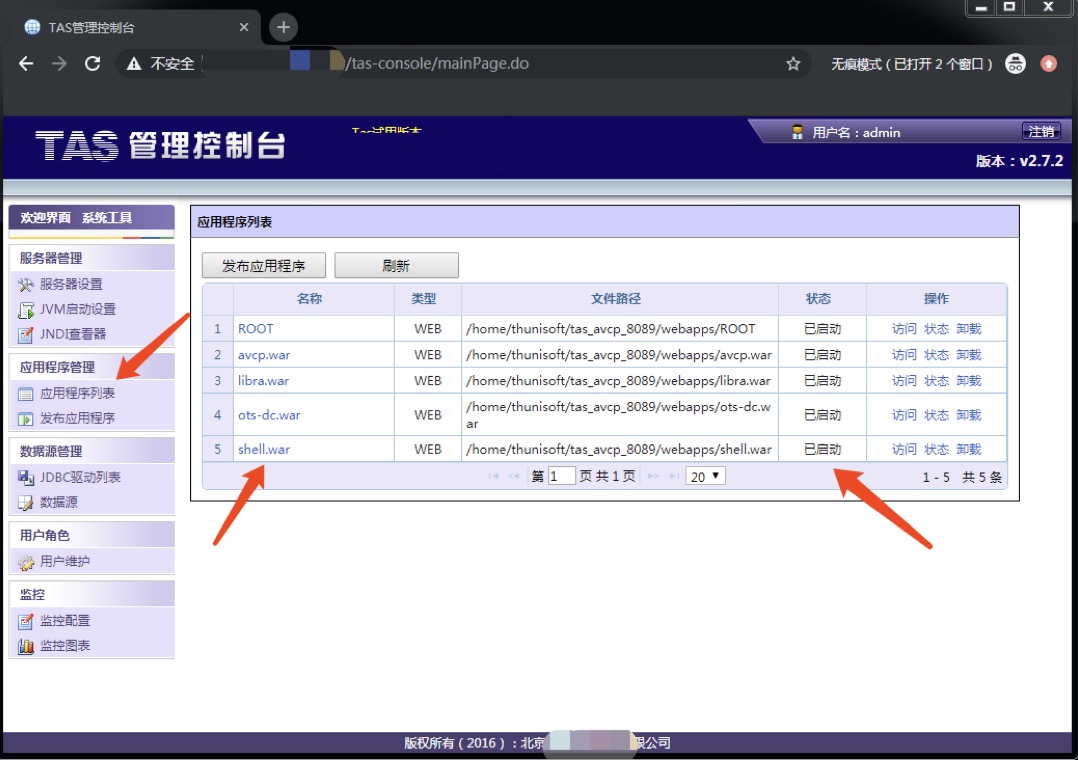 TAS管理控制台
不安全
/tas-console/mainPage.do
无痕模式（已打开 2 个窗口）
TAS 管理控制台
Tas试用版本
用户名：admin
注销
版本：v2.7.2
欢迎界面 系统工具
服务器管理
服务器设置
JVM启动设置
JNDI查看器
应用程序管理
应用程序列表
发布应用程序
数据源管理
JDBC驱动列表
数据源
用户角色
用户维护
监控
监控配置
监控图表
应用程序列表
发布应用程序 刷新
名称 类型 文件路径 状态 操作
1 ROOT WEB /home/thunisoft/tas_avcp_8089/webapps/ROOT 已启动 访问 状态 卸载
2 avcp.war WEB /home/thunisoft/tas_avcp_8089/webapps/avcp.war 已启动 访问 状态 卸载
3 libra.war WEB /home/thunisoft/tas_avcp_8089/webapps/libra.war 已启动 访问 状态 卸载
4 ots-dc.war WEB /home/thunisoft/tas_avcp_8089/webapps/ots-dc.w
ar 已启动 访问 状态 卸载
5 shell.war WEB /home/thunisoft/tas_avcp_8089/webapps/shell.war 已启动 访问 状态 卸载
第 1 页 共 1 页 20 1 - 5 共 5 条
版权所有（2016）：北京 限公司